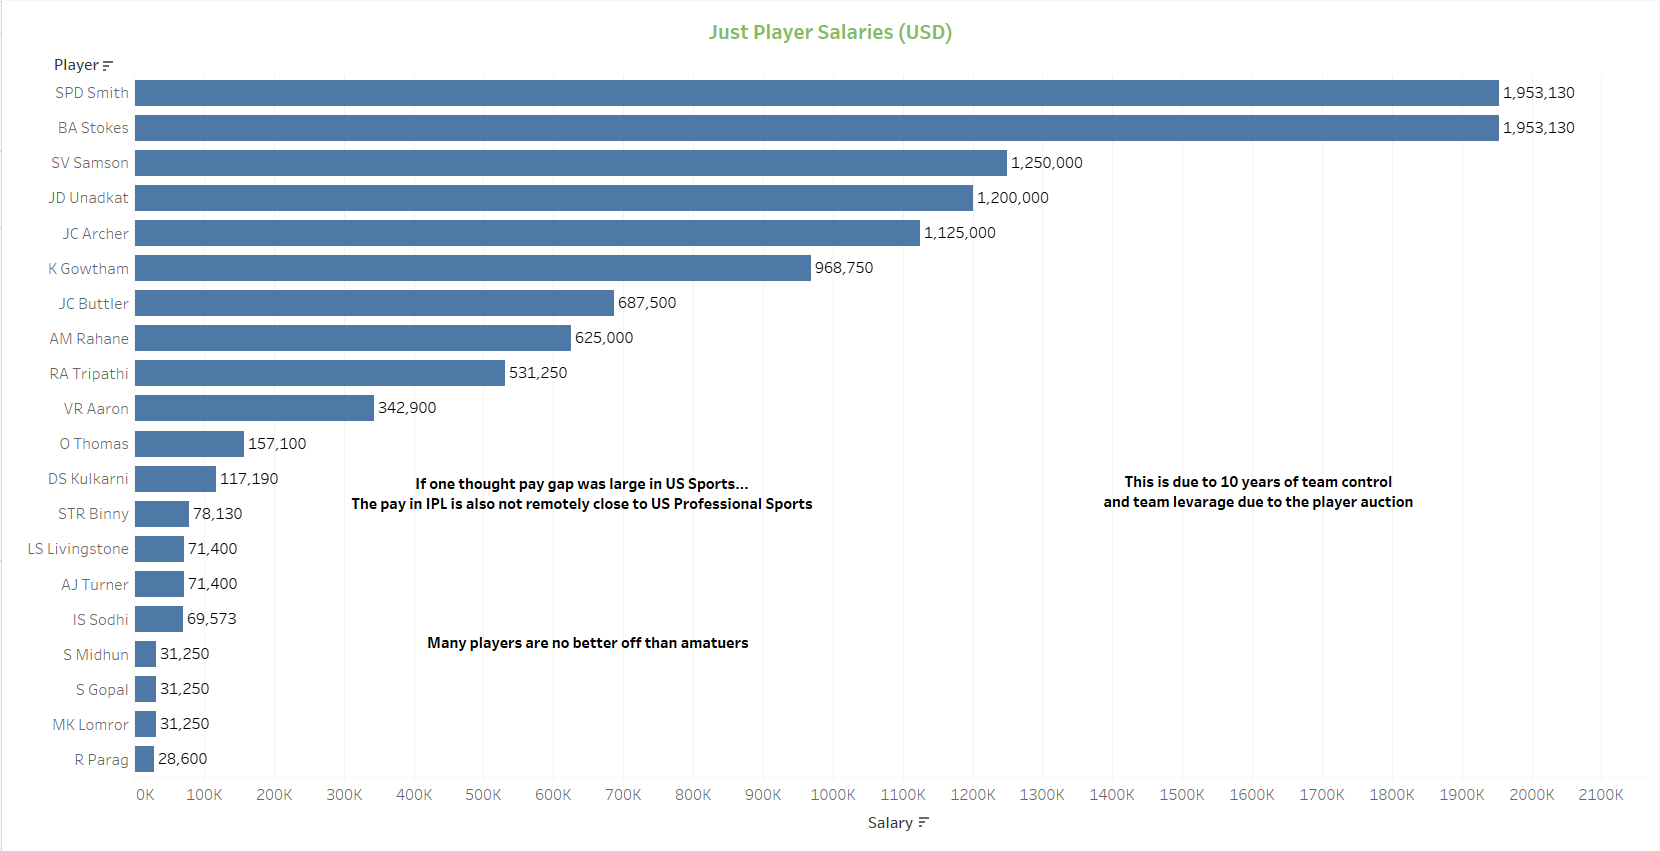 Just Player Salaries (USD)
Player
SPD Smith 1,953,130
BA Stokes 1,953,130
SV Samson 1,250,000
JD Unadkat 1,200,000
JC Archer 1,125,000
K Gowtham 968,750
JC Buttler 687,500
AM Rahane 625,000
RA Tripathi 531,250
VR Aaron 342,900
O Thomas 157,100
DS Kulkarni 117,190
If one thought pay gap was large in US Sports...
The pay in IPL is also not remotely close to US Professional Sports
This is due to 10 years of team control
and team levarage due to the player auction
STR Binny 78,130
LS Livingstone 71,400
AJ Turner 71,400
IS Sodhi 69,573
Many players are no better off than amatuers
S Midhun 31,250
S Gopal 31,250
MK Lomror 31,250
R Parag 28,600
0K 100K 200K 300K 400K 500K 600K 700K 800K 900K 1000K 1100K 1200K 1300K 1400K 1500K 1600K 1700K 1800K 1900K 2000K 2100K
Salary